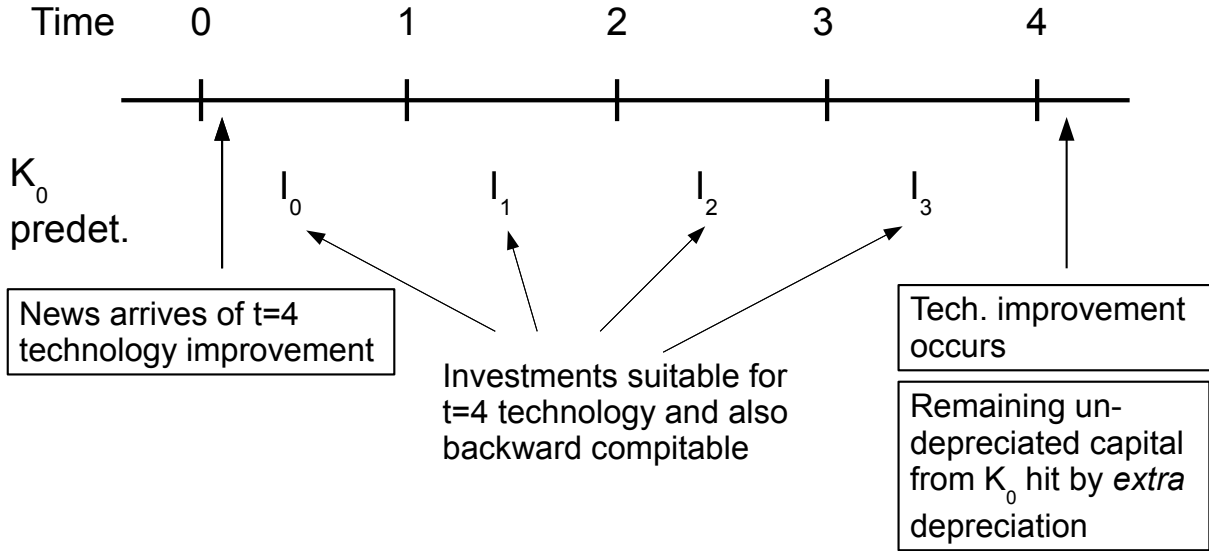 Time 0 1 2 3 4
K0
predet.
I0 I1 I2 I3
News arrives of t=4
technology improvement
Investments suitable for
t=4 technology and also
backward compitable
Tech. improvement
occurs
Remaining un-
depreciated capital
from K0 hit by extra
depreciation